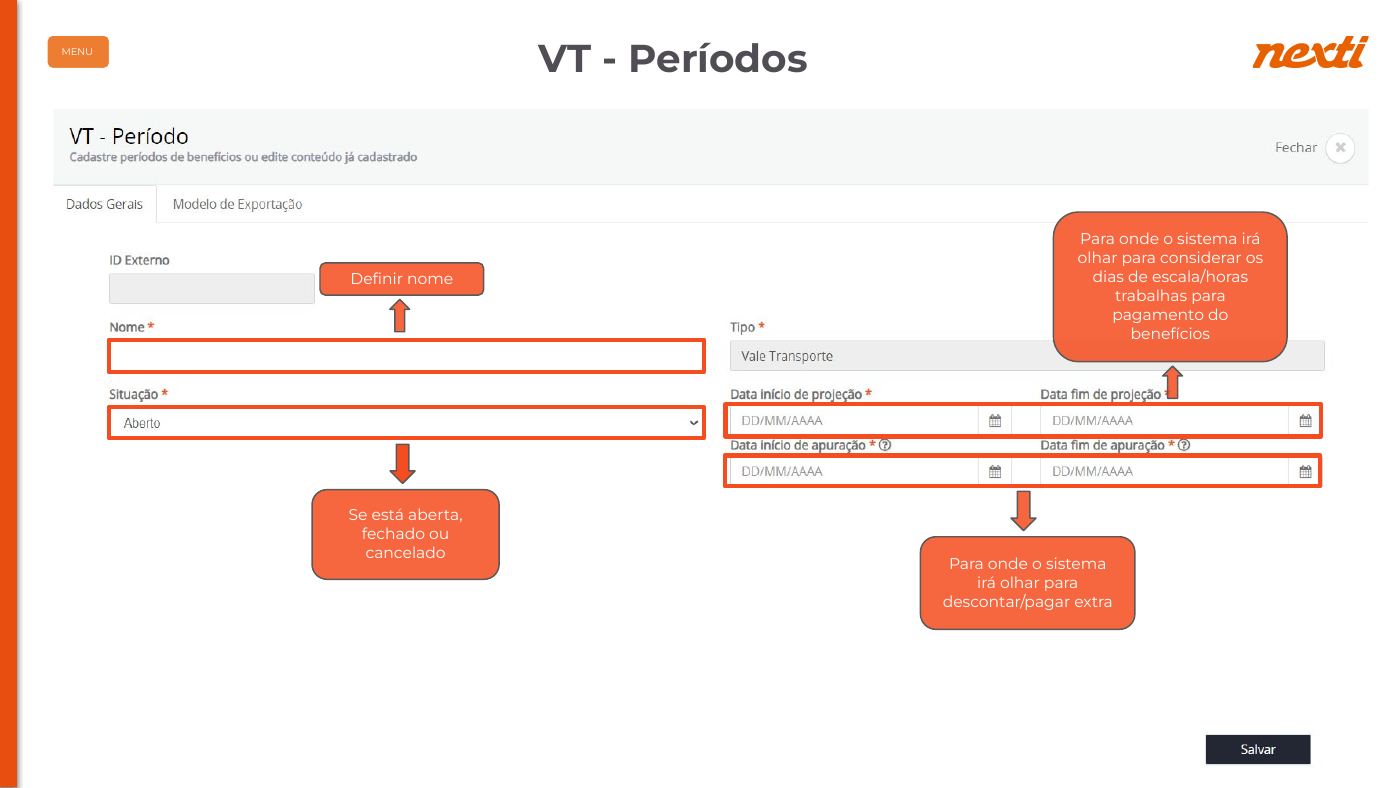 MENU
VT - Períodos
nexti
VT - Período
Cadastre períodos de benefícios ou edite conteúdo já cadastrado
Fechar
Dados Gerais
Modelo de Exportação
ID Externo
Definir nome
Para onde o sistema irá
olhar para considerar os
dias de escala/horas
trabalhas para
pagamento do
benefícios
Nome *
Tipo *
Vale Transporte
Situação *
Aberto
Data início de projeção *
Data fim de projeção *
DD/MM/AAAA
DD/MM/AAAA
Data início de apuração *
Data fim de apuração *
DD/MM/AAAA
DD/MM/AAAA
Se está aberta,
fechado ou
cancelado
Para onde o sistema
irá olhar para
descontar/pagar extra
Salvar